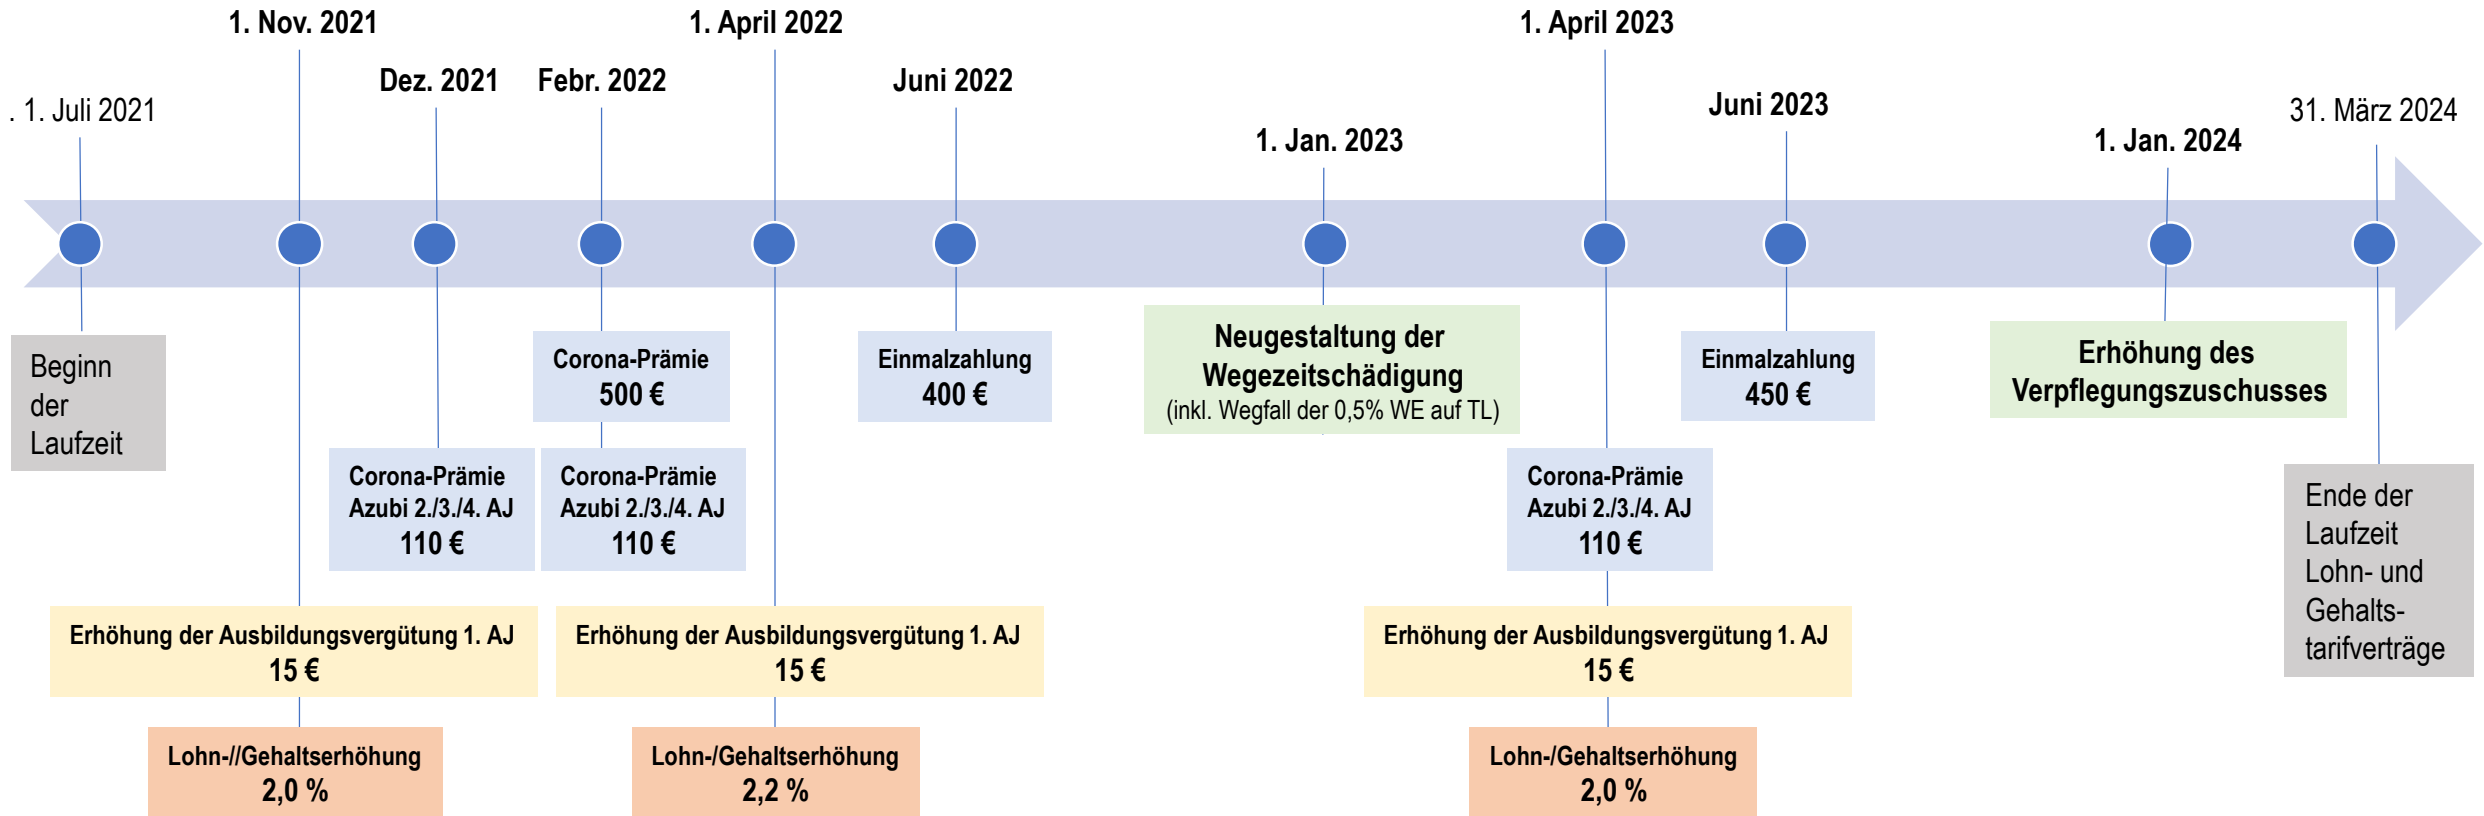 . 1. Juli 2021
Beginn
der
Laufzeit
1. Nov. 2021
Erhöhung der Ausbildungsvergütung 1. AJ
15 €
Lohn-//Gehaltserhöhung
2,0 %
Dez. 2021
Corona-Prämie
Azubi 2./3./4. AJ
110 €
Febr. 2022
Corona-Prämie
500 €
Corona-Prämie
Azubi 2./3./4. AJ
110 €
1. April 2022
Erhöhung der Ausbildungsvergütung 1. AJ
15 €
Lohn-/Gehaltserhöhung
2,2 %
Juni 2022
Einmalzahlung
400 €
1. Jan. 2023
Neugestaltung der
Wegezeitschädigung
(inkl. Wegfall der 0,5% WE auf TL)
1. April 2023
Corona-Prämie
Azubi 2./3./4. AJ
110 €
Erhöhung der Ausbildungsvergütung 1. AJ
15 €
Lohn-/Gehaltserhöhung
2,0 %
Juni 2023
Einmalzahlung
450 €
1. Jan. 2024
Erhöhung des
Verpflegungszuschusses
31. März 2024
Ende der
Laufzeit
Lohn- und
Gehalts-
tarifverträge